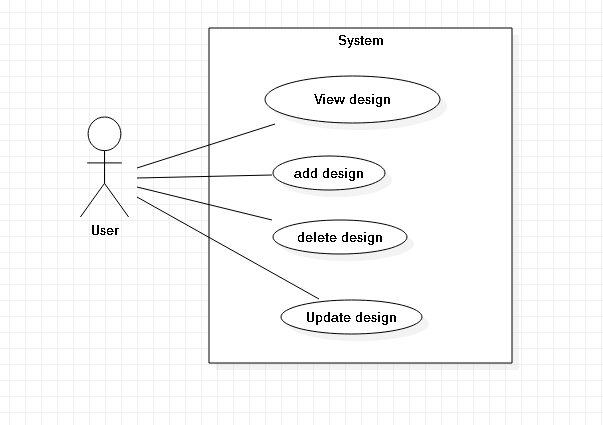 System
View design
add design
delete design
User
Update design